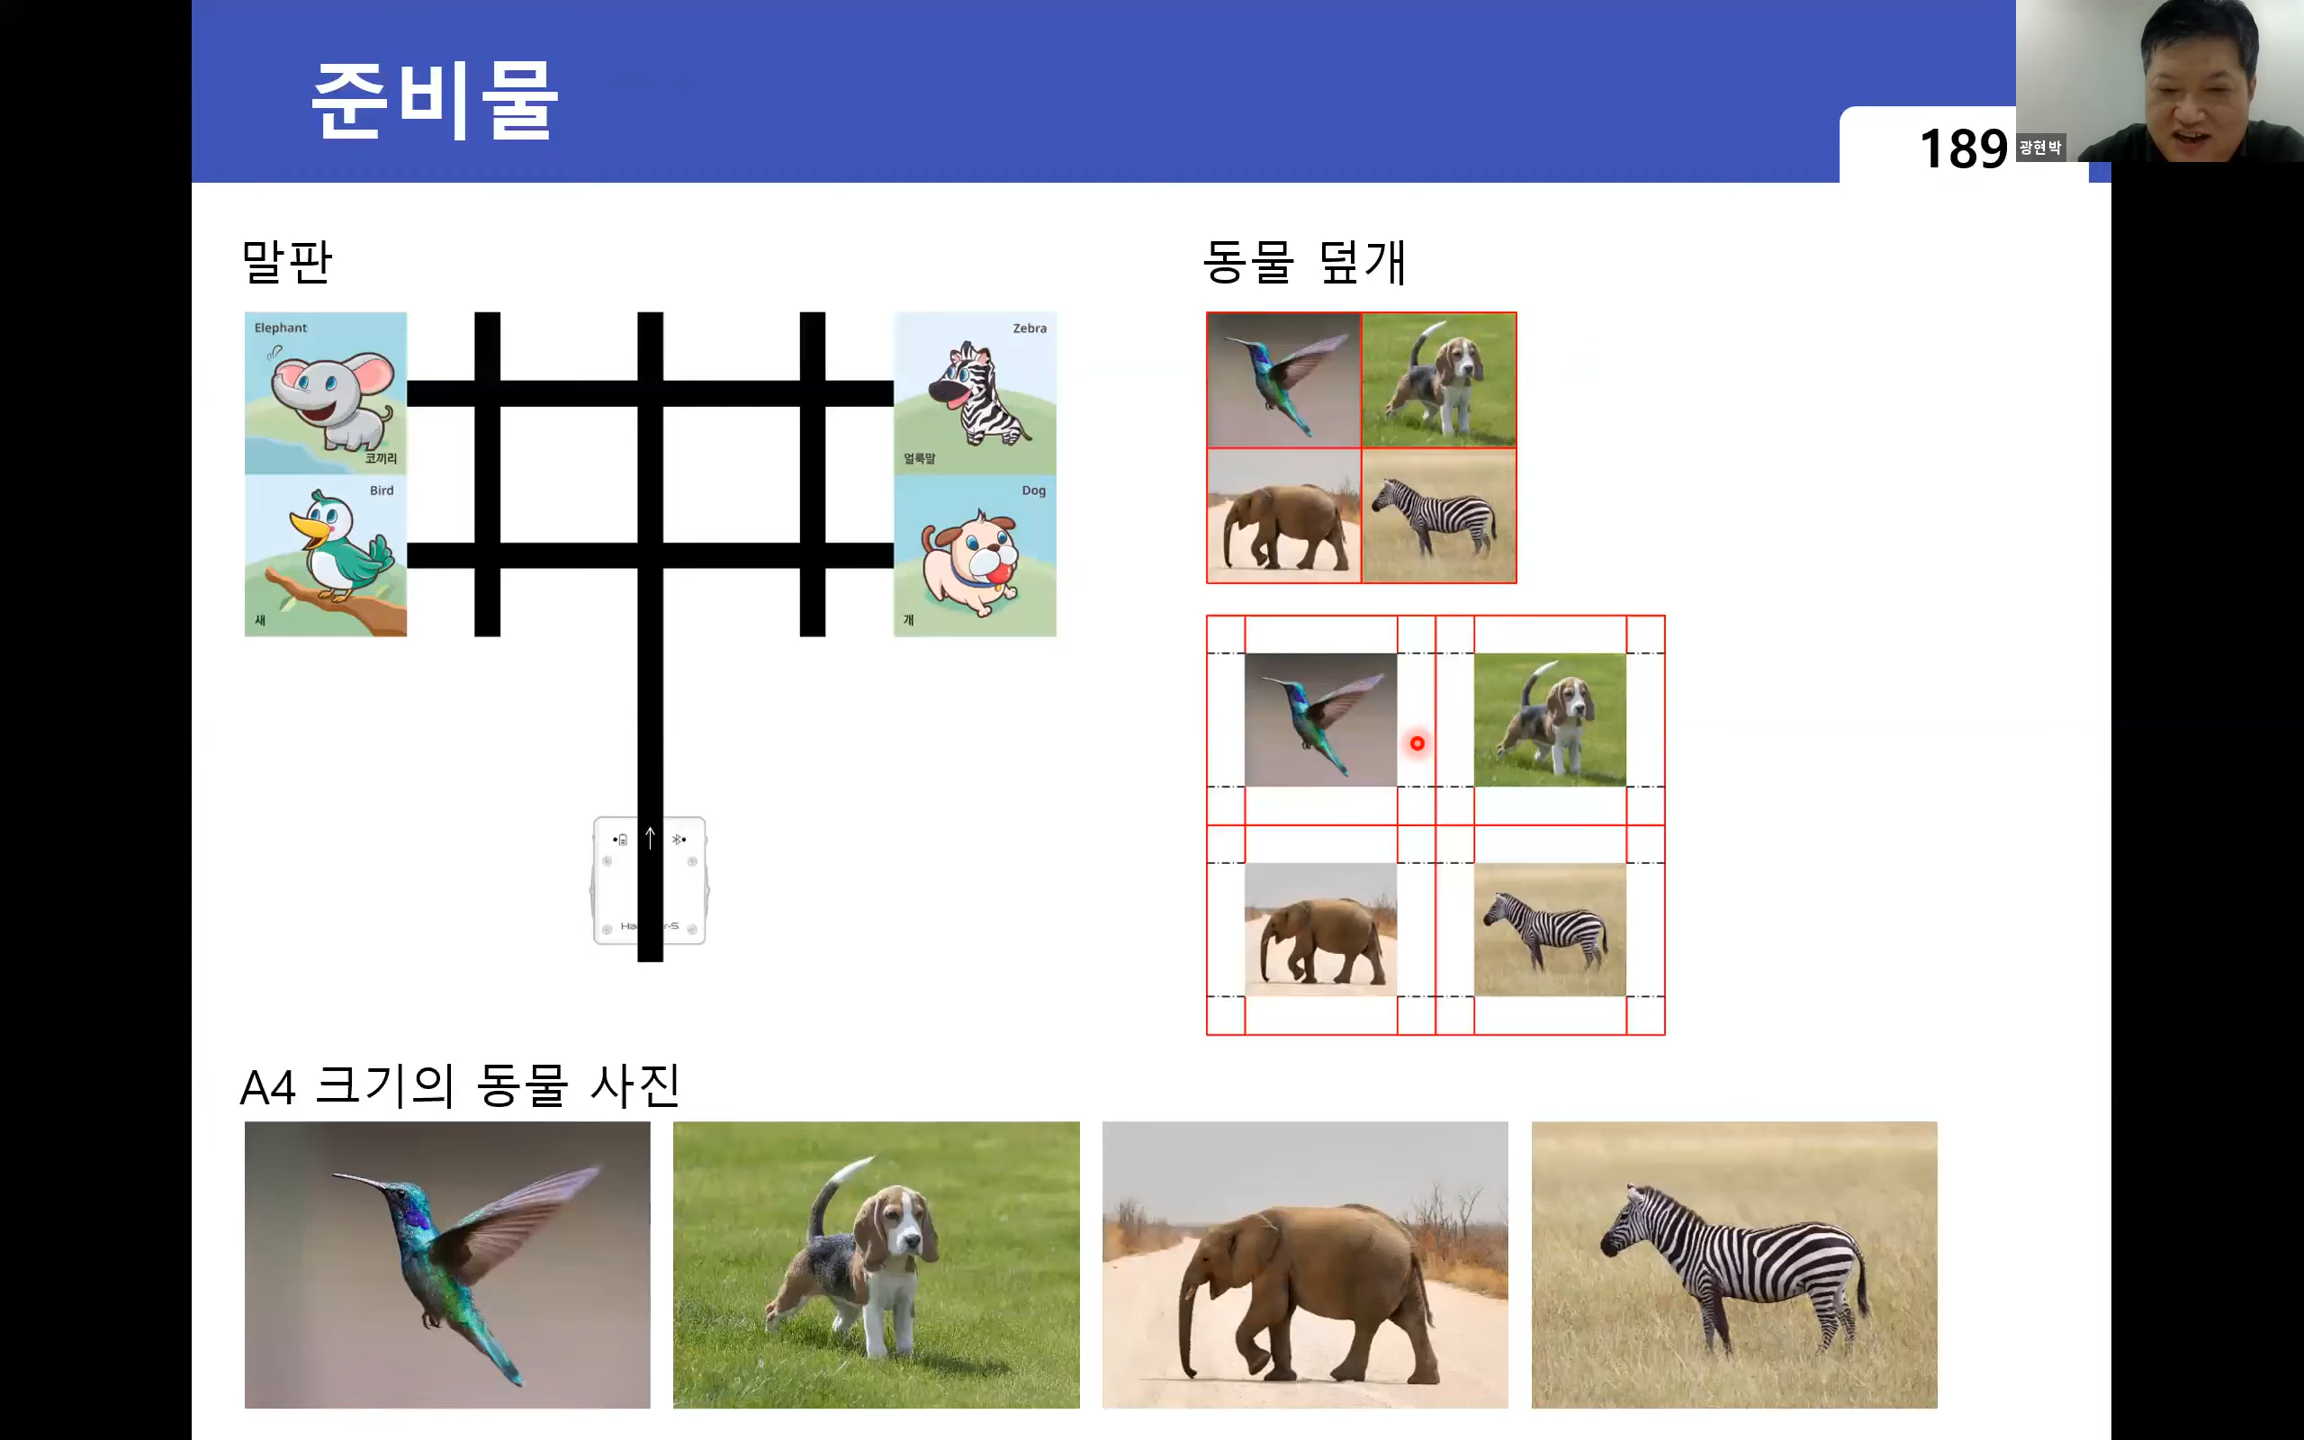 준비물
189
광현박
말판
동물 덮개
Elephant
코끼리
Zebra
얼룩말
Bird
새
Dog
개
A4 크기의 동물 사진